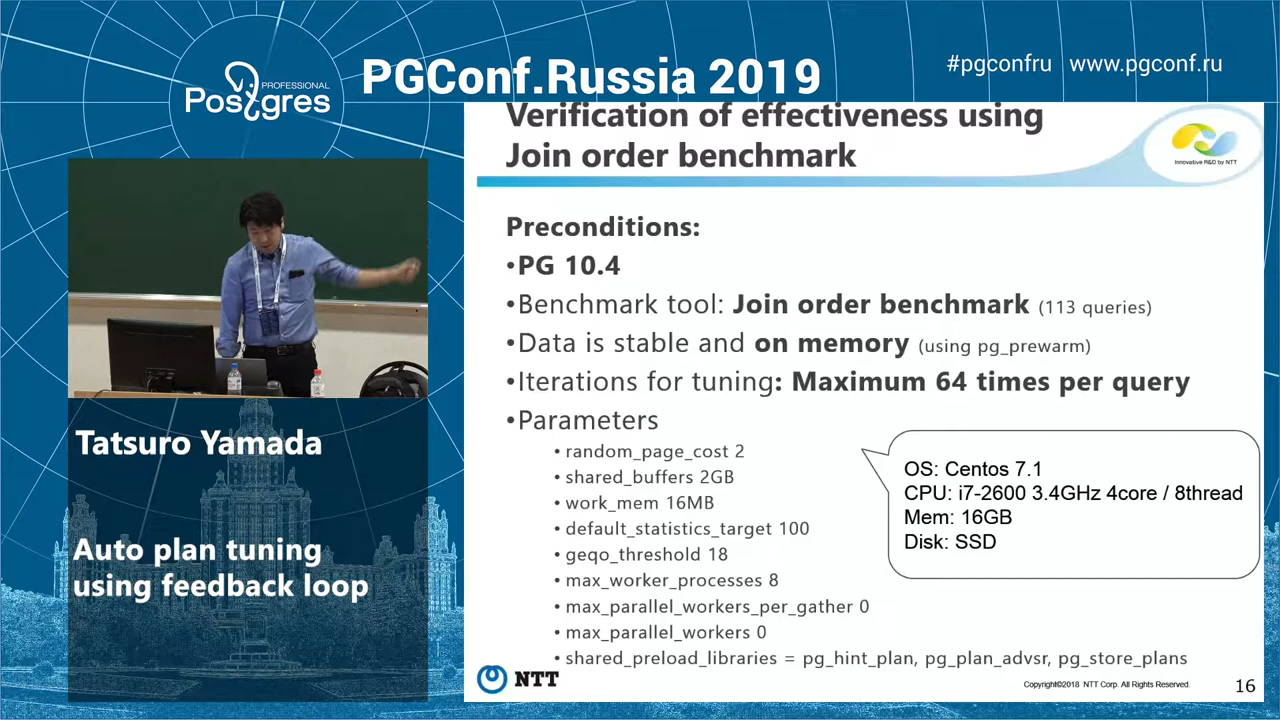 PROFESSIONAL
Postgres
PGConf.Russia 2019
#pgconfru www.pgconf.ru
Verification of effectiveness using
Join order benchmark
Innovative R&D by NTT
Preconditions:
•PG 10.4
•Benchmark tool: Join order benchmark (113 queries)
•Data is stable and on memory (using pg_prewarm)
•Iterations for tuning: Maximum 64 times per query
•Parameters
• random_page_cost 2
• shared_buffers 2GB
• work_mem 16MB
• default_statistics_target 100
• geqo_threshold 18
• max_worker_processes 8
• max_parallel_workers_per_gather 0
• max_parallel_workers 0
• shared_preload_libraries = pg_hint_plan, pg_plan_advsr, pg_store_plans
OS: Centos 7.1
CPU: i7-2600 3.4GHz 4core / 8thread
Mem: 16GB
Disk: SSD
Tatsuro Yamada
Auto plan tuning
using feedback loop
NTT
Copyright©2018 NTT Corp. All Rights Reserved.
16